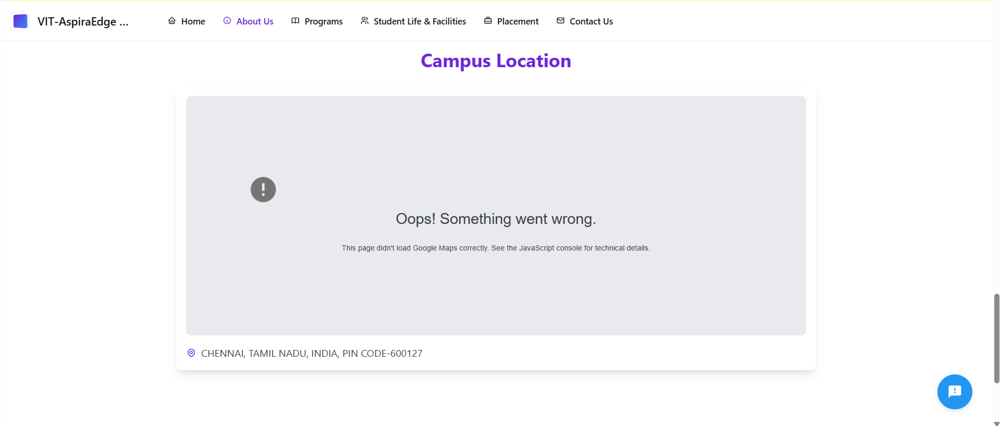 VIT-AspiraEdge ...
Home
About Us
Programs
Student Life & Facilities
Placement
Contact Us
Campus Location
Oops! Something went wrong.
This page didn't load Google Maps correctly. See the JavaScript console for technical details.
CHENNAI, TAMIL NADU, INDIA, PIN CODE-600127